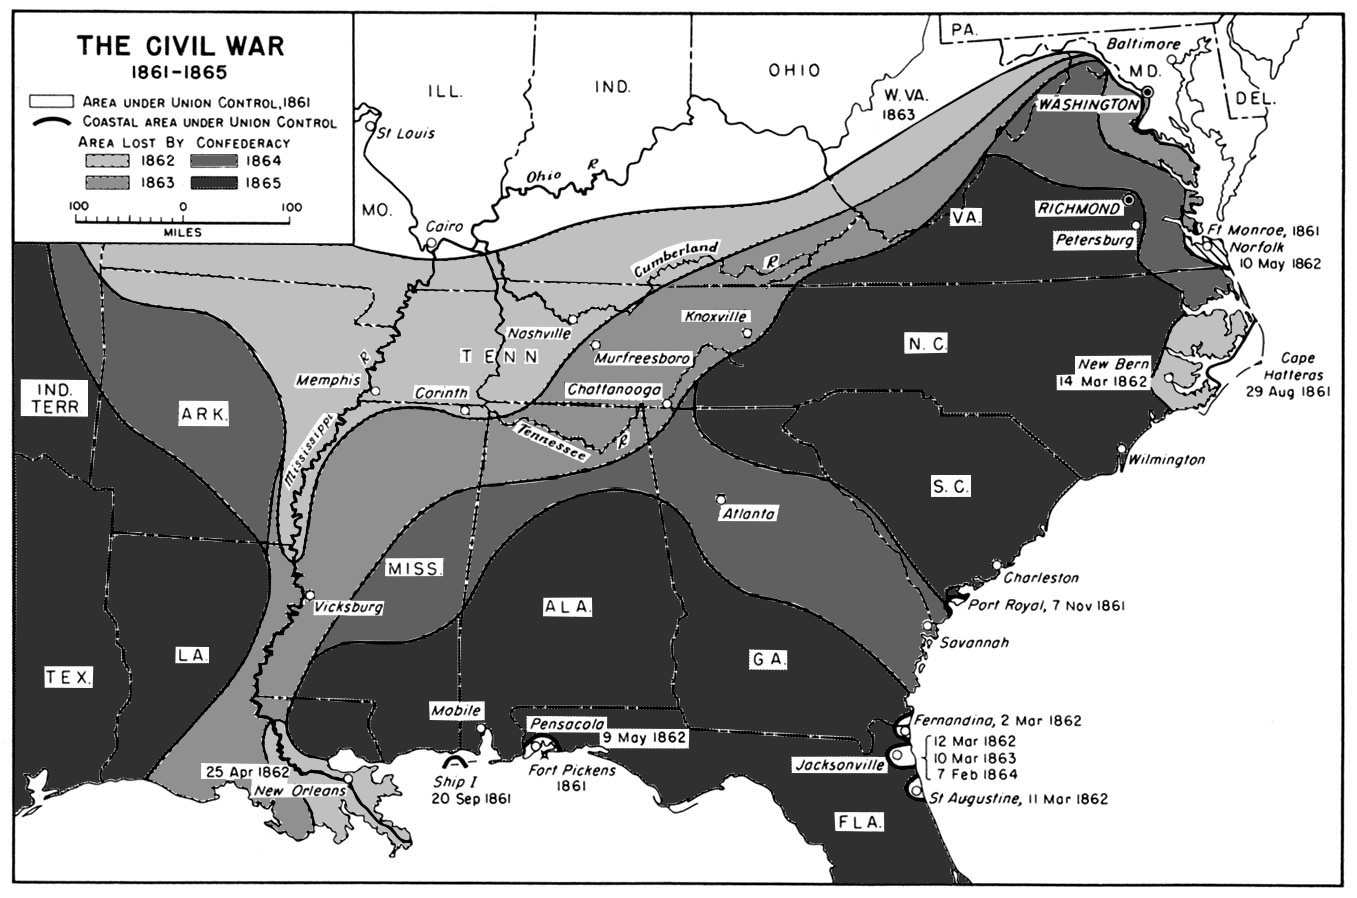 THE CIVIL WAR
1861-1865
AREA UNDER UNION CONTROL, 1861
COASTAL AREA UNDER UNION CONTROL
AREA LOST BY CONFEDERACY
1862 1864
1863 1865
100 0 100
MILES
PA.
Baltimore
MD.
DEL.
OHIO
IND.
ILL.
W. VA.
1863
WASHINGTON
St Louis
Ohio R
MO.
Cairo
VA.
RICHMOND
Petersburg
Ft Monroe, 1861
Norfolk
10 May 1862
Cumberland R
Nashville
Knoxville
Murfreesboro
TENN
N. C.
New Bern
14 Mar 1862
Cape
Hatteras
29 Aug 1861
R
Memphis
Corinth
Chattanooga
IND.
TERR
ARK.
Mississippi
Tennessee R
Wilmington
S. C.
Atlanta
MISS.
Charleston
Vicksburg
ALA.
Port Royal, 7 Nov 1861
Savannah
LA.
GA.
TEX.
Mobile
Pensacola
9 May 1862
Fernandina, 2 Mar 1862
12 Mar 1862
Jacksonville
10 Mar 1863
7 Feb 1864
25 Apr 1862
New Orleans
Ship I
20 Sep 1861
Fort Pickens
1861
St Augustine, 11 Mar 1862
FLA.